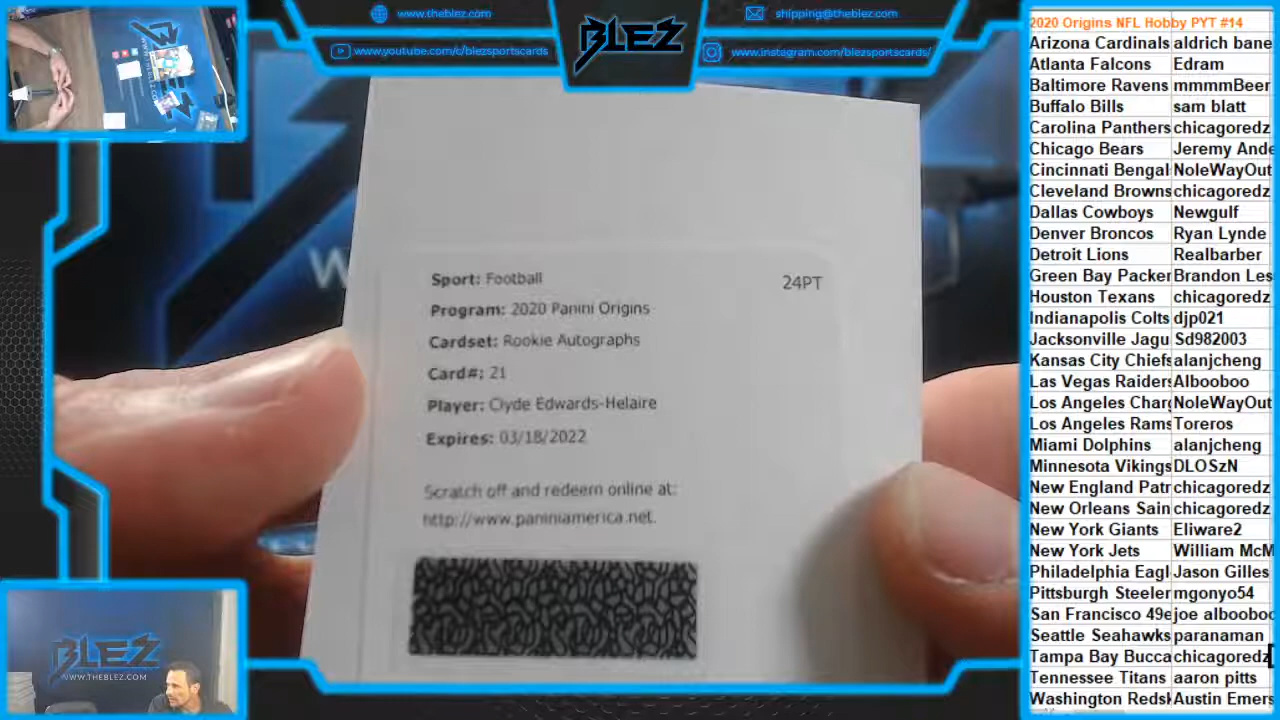 www.theblez.com
shipping@theblez.com
www.youtube.com/c/blezsportscards
BLEZ
www.instagram.com/blezsportscards/
Sport: Football
24PT
Program: 2020 Panini Origins
Cardset: Rookie Autographs
Card#: 21
Player: Clyde Edwards-Helaire
Expires: 03/18/2022
Scratch off and redeem online at:
http://www.paniniamerica.net.
BLEZ
WWW.THEBLEZ.COM
2020 Origins NFL Hobby PYT #14
Arizona Cardinals aldrich bane
Atlanta Falcons Edram
Baltimore Ravens mmmmBeer
Buffalo Bills sam blatt
Carolina Panthers chicagoredz
Chicago Bears Jeremy Ande
Cincinnati Bengal NoleWayOut
Cleveland Browns chicagoredz
Dallas Cowboys Newgulf
Denver Broncos Ryan Lynde
Detroit Lions Realbarber
Green Bay Packer Brandon Les
Houston Texans chicagoredz
Indianapolis Colts djp021
Jacksonville Jagu Sd982003
Kansas City Chiefs alanjcheng
Las Vegas Raiders Albooboo
Los Angeles Charg NoleWayOut
Los Angeles Rams Toreros
Miami Dolphins alanjcheng
Minnesota Vikings DLOSzN
New England Patr chicagoredz
New Orleans Sain chicagoredz
New York Giants Eliware2
New York Jets William McM
Philadelphia Eagl Jason Gilles
Pittsburgh Steeler mgonyo54
San Francisco 49e joe albooboo
Seattle Seahawks paranaman
Tampa Bay Bucca chicagoredz
Tennessee Titans aaron pitts
Washington Redsk Austin Emers